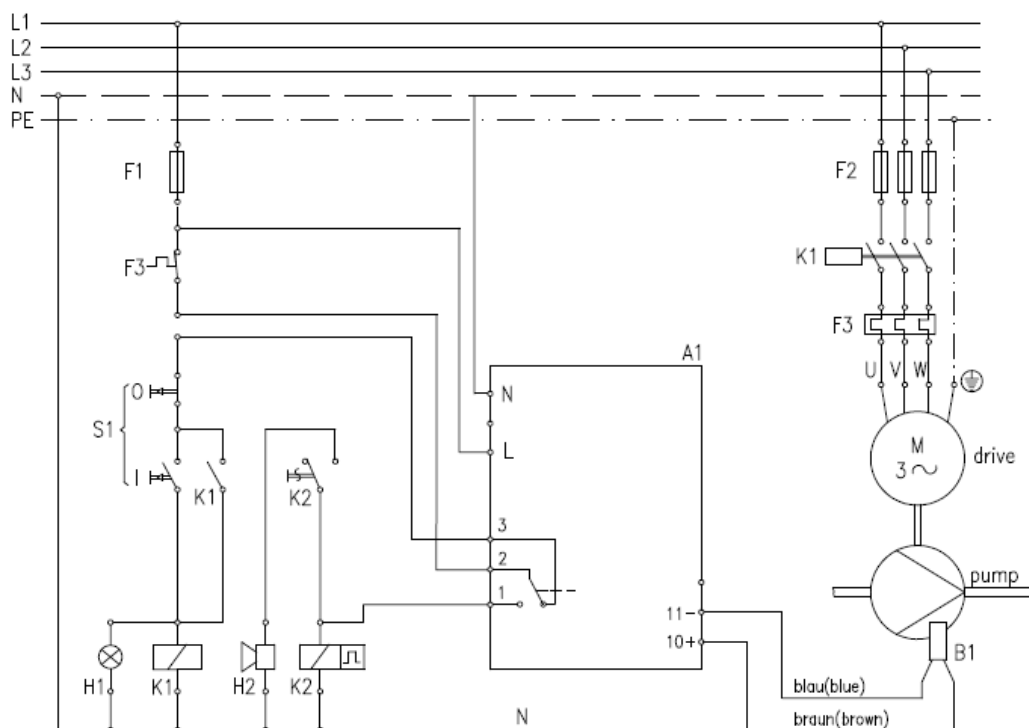 L1
L2
L3
N
PE
F1
F2
F3
K1
F3
A1
U V W
N
O
S1
L
M
3
drive
I
K1
K2
3
2
1
pump
11-
10+
B1
H1
K1
H2
K2
blau(blue)
N
braun(brown)